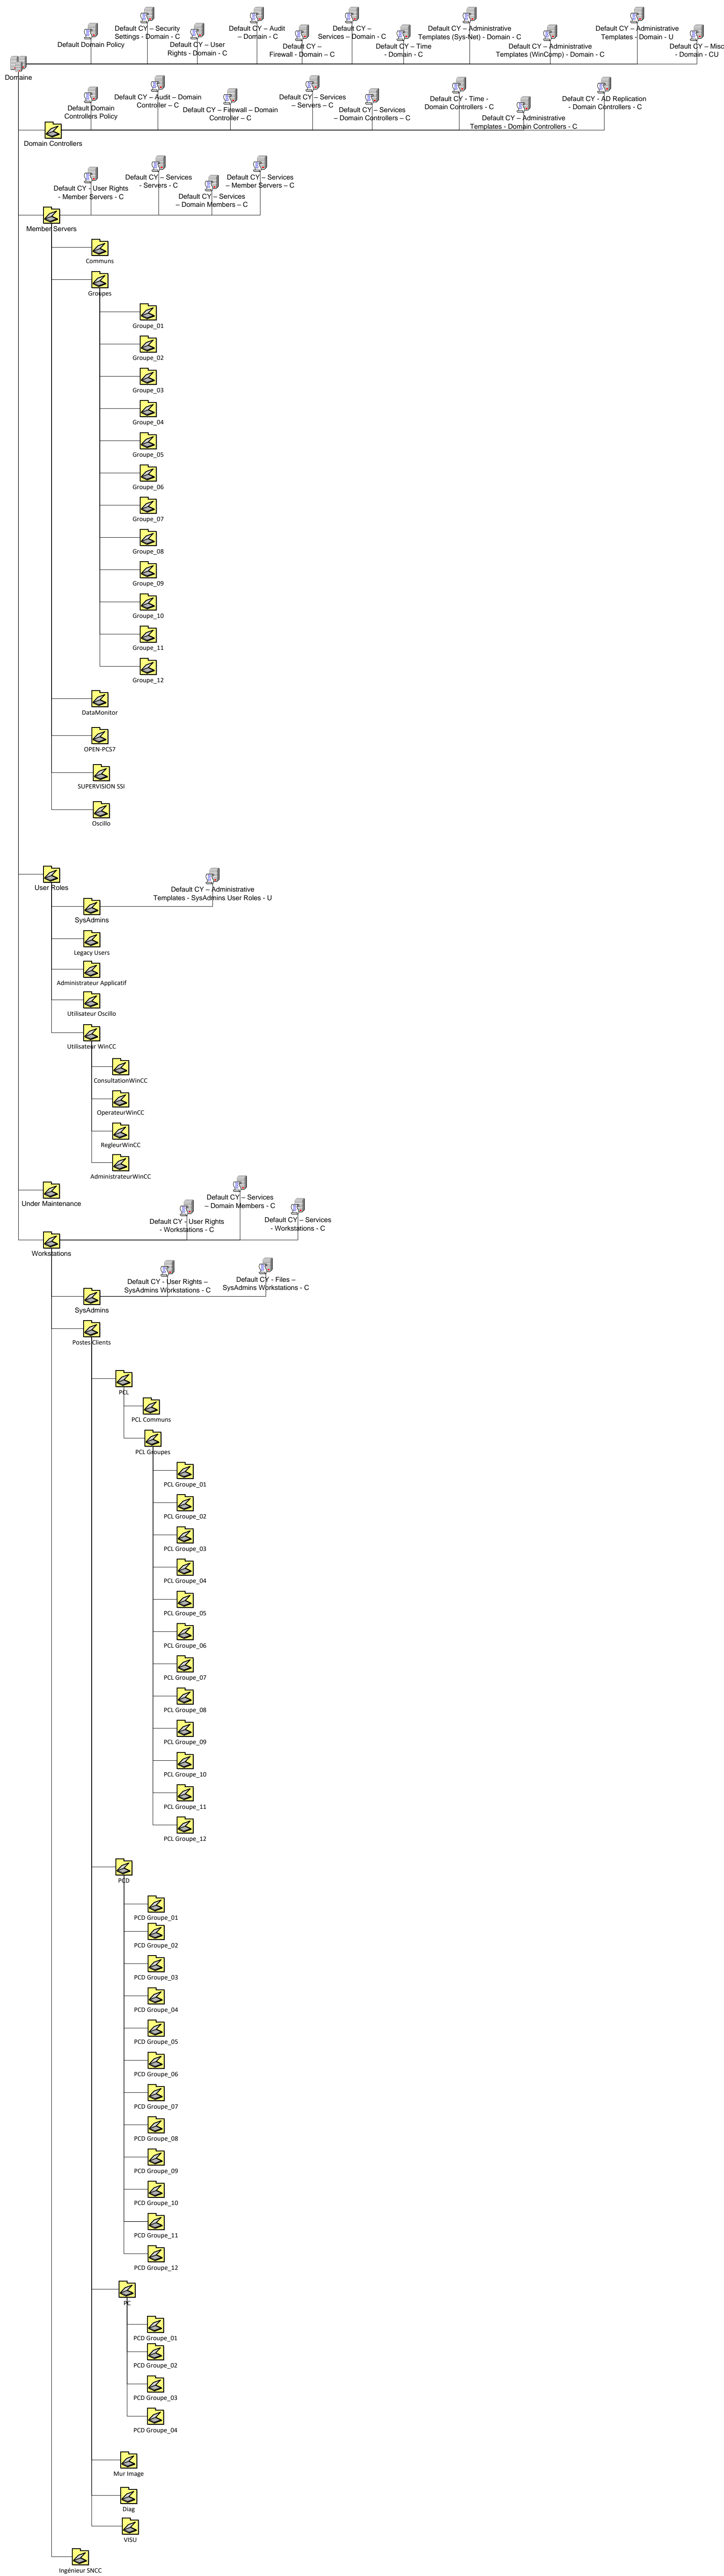 Default Domain Policy
Default CY – Security
Settings - Domain - C
Default CY – User
Rights - Domain - C
Default CY – Audit
– Domain - C
Default CY –
Firewall - Domain – C
Default CY –
Services – Domain - C
Default CY – Time
- Domain - C
Default CY – Administrative
Templates (Sys-Net) - Domain - C
Default CY – Administrative
Templates (WinComp) - Domain - C
Default CY – Administrative
Templates - Domain - U
Default CY – Misc
- Domain - CU
Domaine
Default Domain
Controllers Policy
Default CY – Audit – Domain
Controller – C
Default CY – Firewall – Domain
Controller – C
Default CY – Services
– Servers – C
Default CY – Services
– Domain Controllers – C
Default CY - Time -
Domain Controllers - C
Default CY – Administrative
Templates - Domain Controllers - C
Default CY - AD Replication
- Domain Controllers - C
Domain Controllers
Default CY - User Rights
- Member Servers - C
Default CY – Services
- Servers - C
Default CY – Services
– Domain Members – C
Default CY – Services
– Member Servers – C
Member Servers
Communs
Groupes
Groupe_01
Groupe_02
Groupe_03
Groupe_04
Groupe_05
Groupe_06
Groupe_07
Groupe_08
Groupe_09
Groupe_10
Groupe_11
Groupe_12
DataMonitor
OPEN-PCS7
SUPERVISION SSI
Oscillo
User Roles
Default CY – Administrative
Templates - SysAdmins User Roles - U
SysAdmins
Legacy Users
Administrateur Applicatif
Utilisateur Oscillo
Utilisateur WinCC
ConsultationWinCC
OperateurWinCC
RegleurWinCC
AdministrateurWinCC
Under Maintenance
Default CY - User Rights
- Workstations - C
Default CY – Services
– Domain Members - C
Default CY – Services
- Workstations - C
Workstations
Default CY - User Rights –
SysAdmins Workstations - C
Default CY - Files –
SysAdmins Workstations - C
SysAdmins
Postes Clients
PCL
PCL Communs
PCL Groupes
PCL Groupe_01
PCL Groupe_02
PCL Groupe_03
PCL Groupe_04
PCL Groupe_05
PCL Groupe_06
PCL Groupe_07
PCL Groupe_08
PCL Groupe_09
PCL Groupe_10
PCL Groupe_11
PCL Groupe_12
PCD
PCD Groupe_01
PCD Groupe_02
PCD Groupe_03
PCD Groupe_04
PCD Groupe_05
PCD Groupe_06
PCD Groupe_07
PCD Groupe_08
PCD Groupe_09
PCD Groupe_10
PCD Groupe_11
PCD Groupe_12
PC
PCD Groupe_01
PCD Groupe_02
PCD Groupe_03
PCD Groupe_04
Mur Image
Diag
VISU
Ingénieur SNCC